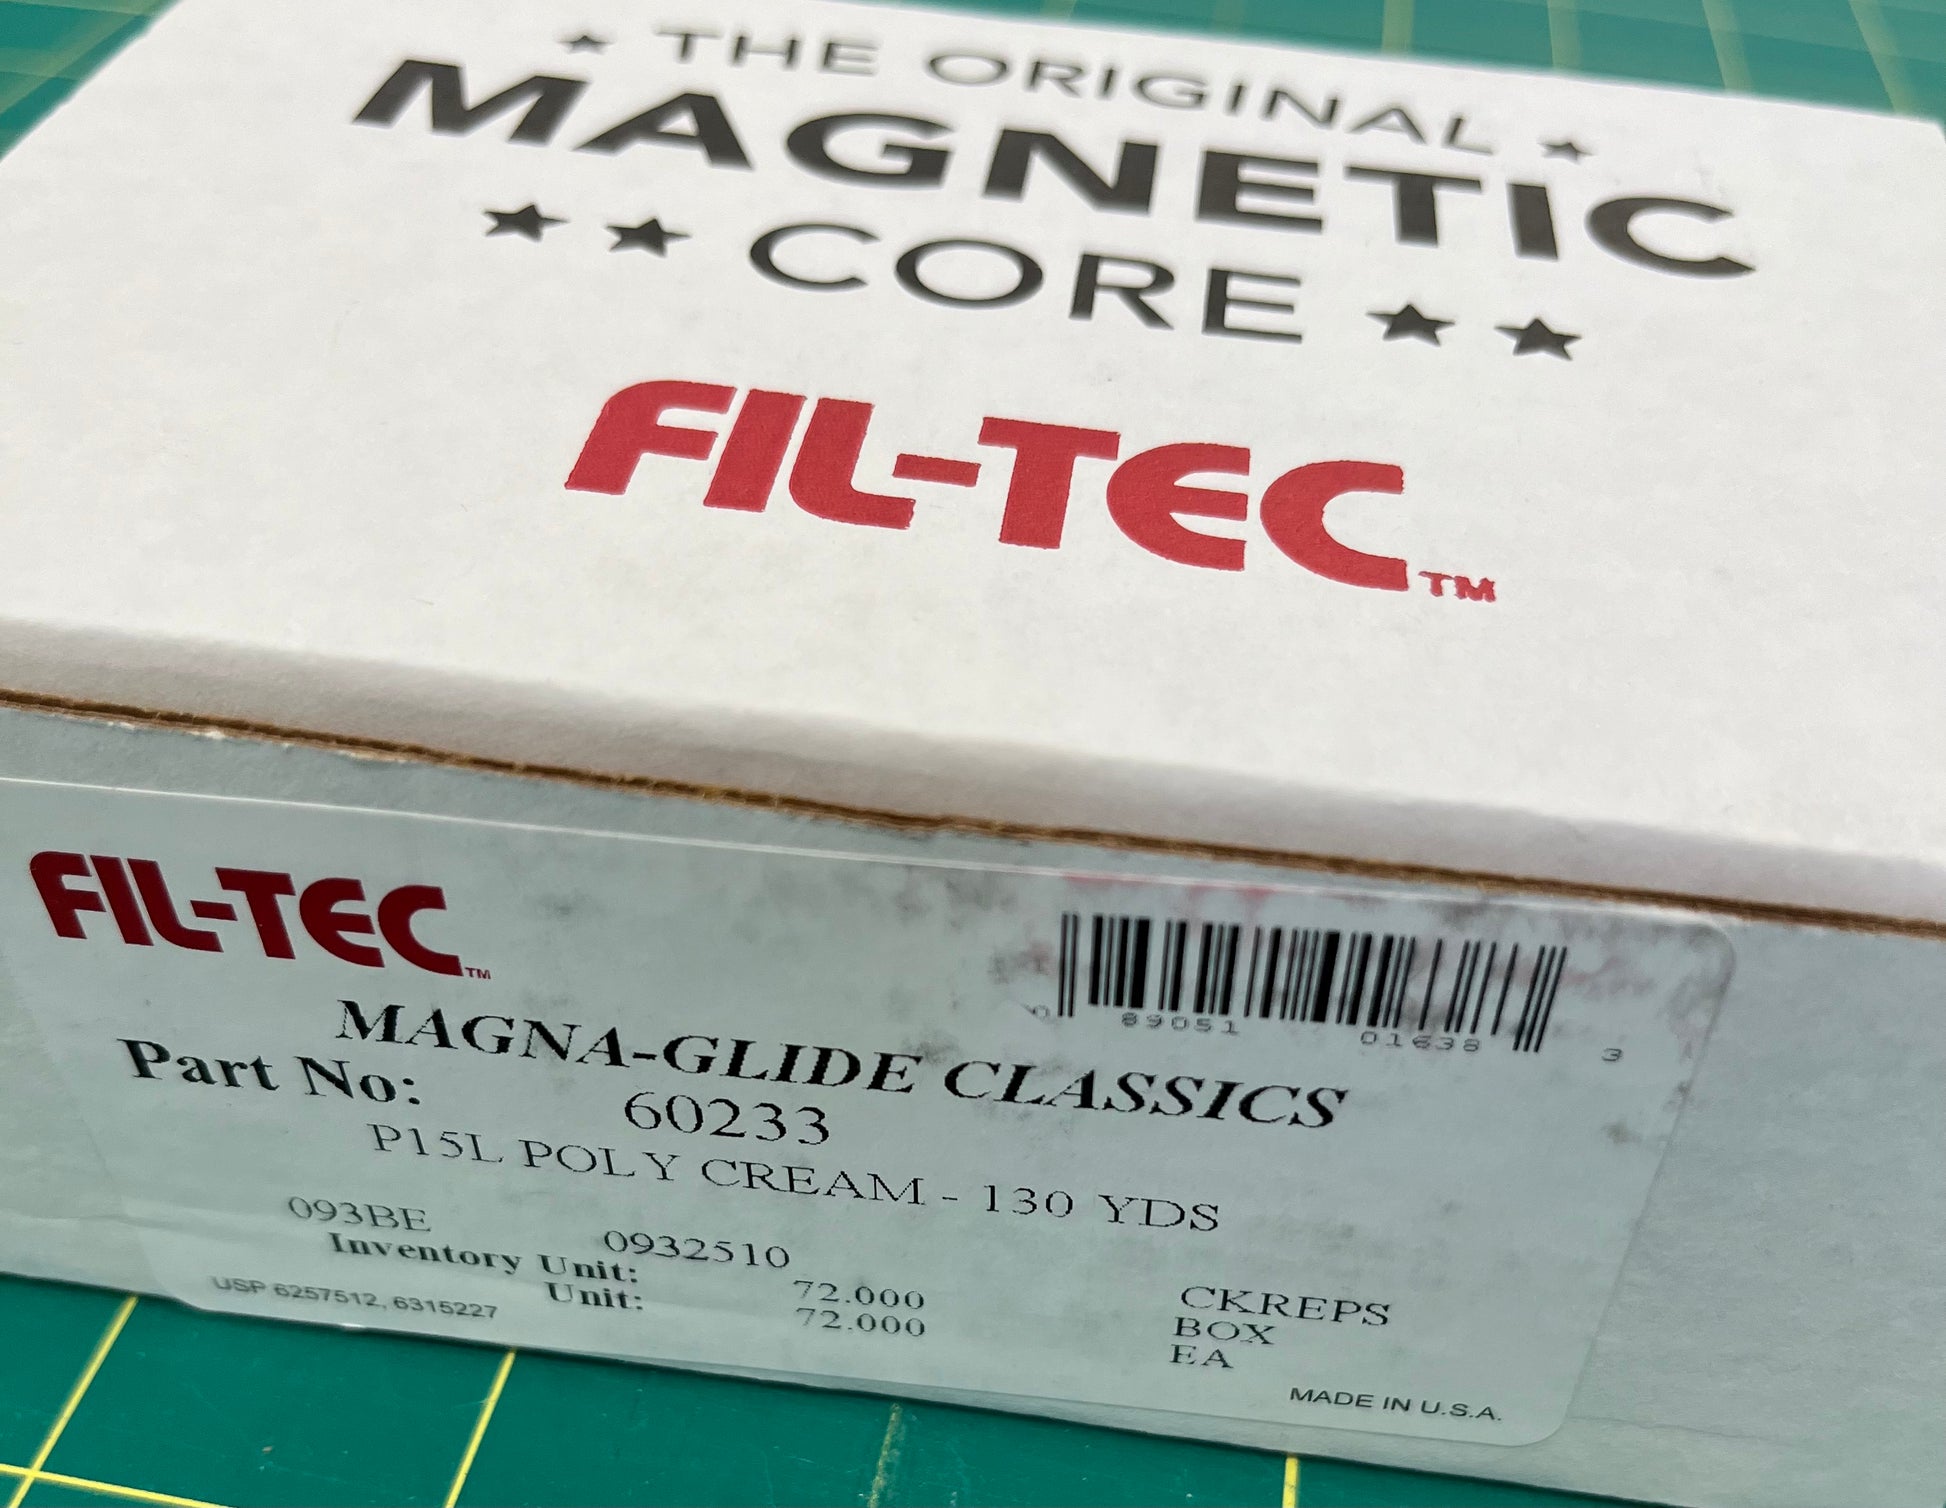 ★ THE ORIGINAL ★
MAGNETIC
★ ★ CORE ★ ★
FIL-TEC™
FIL-TEC™
0 89051 01638 3
MAGNA-GLIDE CLASSICS
Part No: 60233
P15L POLY CREAM - 130 YDS
093BE 0932510 CKREPS
Inventory Unit: 72.000 BOX
Unit: 72.000 EA
USP 6257512, 6315227
MADE IN U.S.A.